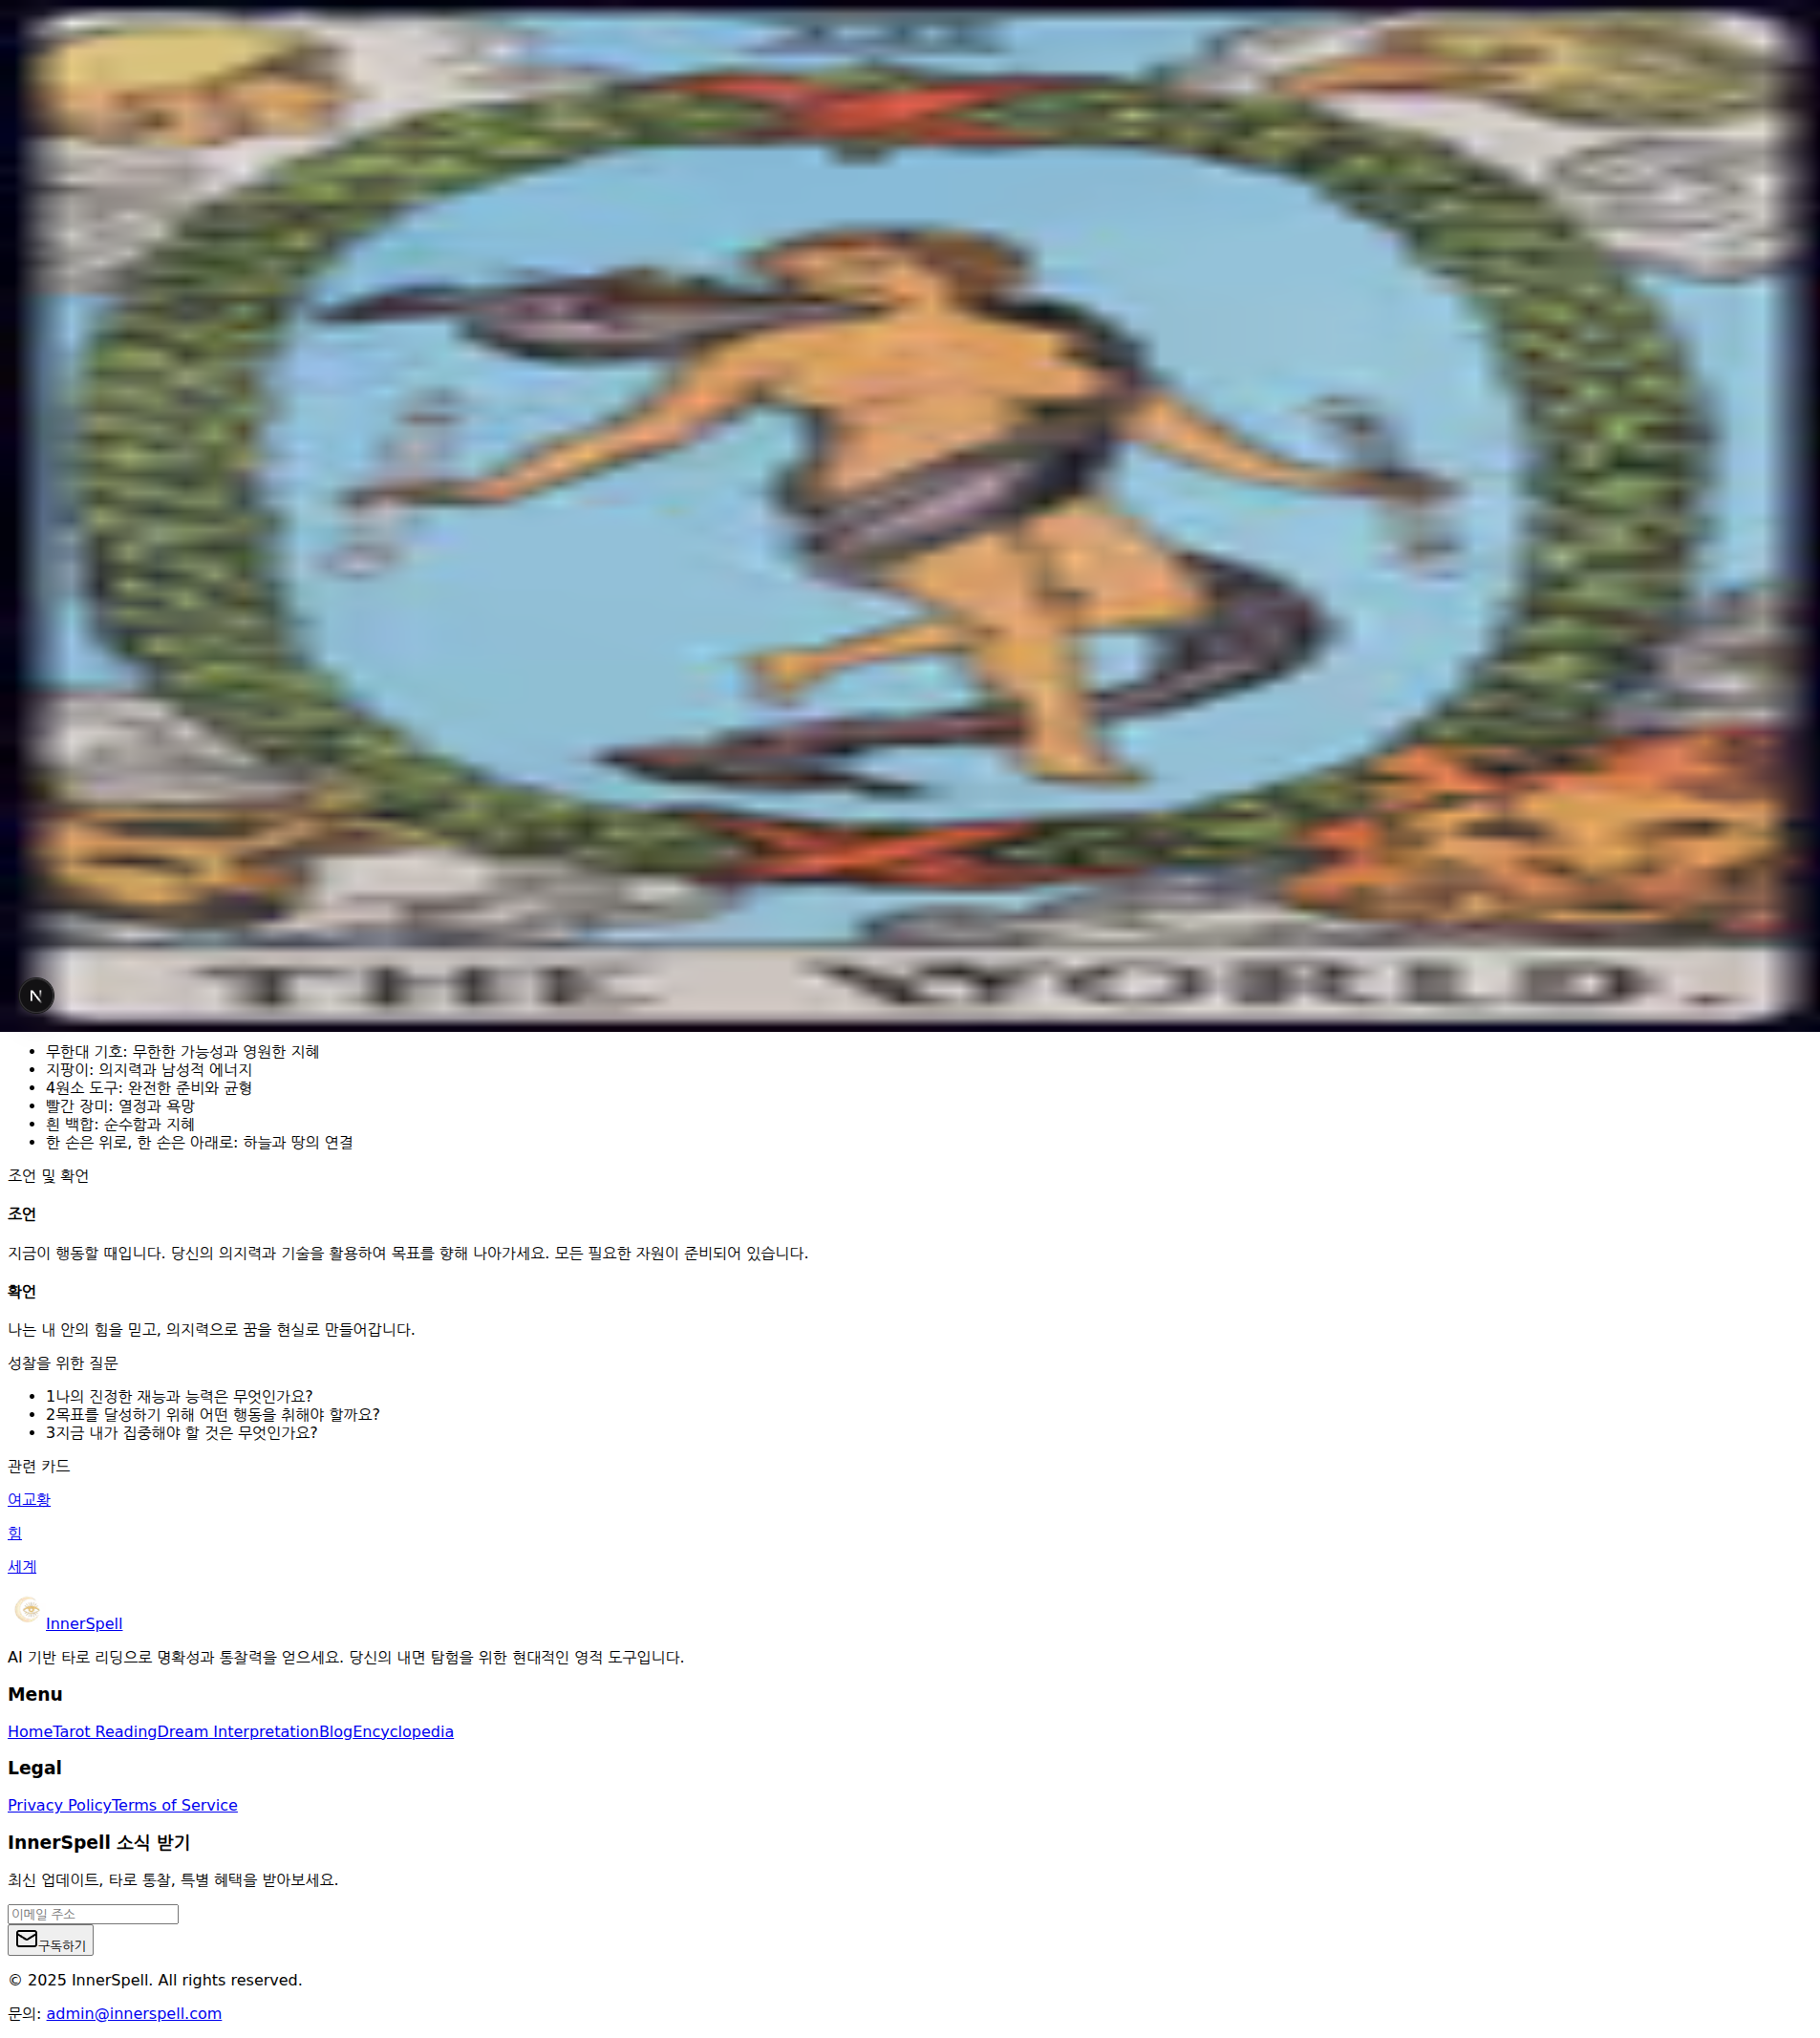 THE WORLD.
N
무한대 기호: 무한한 가능성과 영원한 지혜
지팡이: 의지력과 남성적 에너지
4원소 도구: 완전한 준비와 균형
빨간 장미: 열정과 욕망
흰 백합: 순수함과 지혜
한 손은 위로, 한 손은 아래로: 하늘과 땅의 연결
조언 및 확언
조언
지금이 행동할 때입니다. 당신의 의지력과 기술을 활용하여 목표를 향해 나아가세요. 모든 필요한 자원이 준비되어 있습니다.
확언
나는 내 안의 힘을 믿고, 의지력으로 꿈을 현실로 만들어갑니다.
성찰을 위한 질문
1나의 진정한 재능과 능력은 무엇인가요?
2목표를 달성하기 위해 어떤 행동을 취해야 할까요?
3지금 내가 집중해야 할 것은 무엇인가요?
관련 카드
여교황
힘
세계
InnerSpell
AI 기반 타로 리딩으로 명확성과 통찰력을 얻으세요. 당신의 내면 탐험을 위한 현대적인 영적 도구입니다.
Menu
HomeTarot ReadingDream InterpretationBlogEncyclopedia
Legal
Privacy PolicyTerms of Service
InnerSpell 소식 받기
최신 업데이트, 타로 통찰, 특별 혜택을 받아보세요.
이메일 주소
구독하기
© 2025 InnerSpell. All rights reserved.
문의: admin@innerspell.com